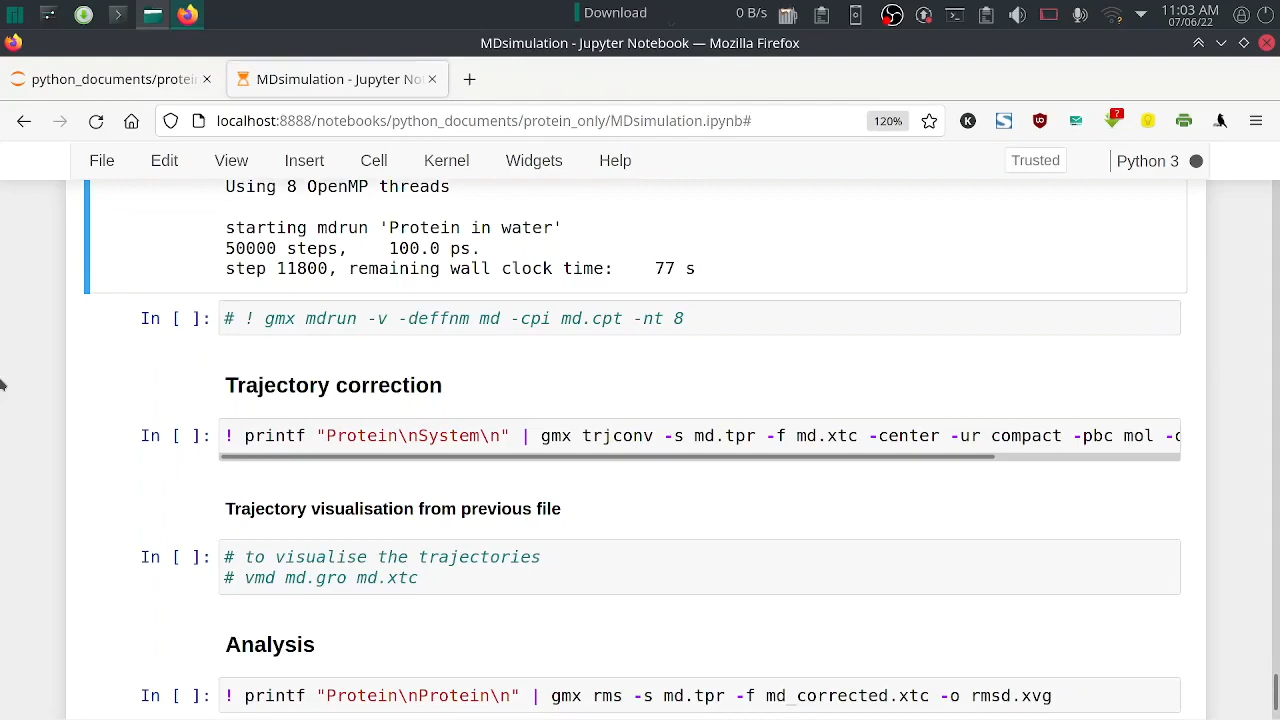 Download
0 B/s
11:03 AM
07/06/22
MDsimulation - Jupyter Notebook — Mozilla Firefox
python_documents/protein
MDsimulation - Jupyter No
localhost:8888/notebooks/python_documents/protein_only/MDsimulation.ipynb#
120%
File Edit View Insert Cell Kernel Widgets Help
Trusted
Python 3
Using 8 OpenMP threads
starting mdrun 'Protein in water'
50000 steps,    100.0 ps.
step 11800, remaining wall clock time:    77 s
In [ ]: # ! gmx mdrun -v -deffnm md -cpi md.cpt -nt 8
Trajectory correction
In [ ]: ! printf "Protein\nSystem\n" | gmx trjconv -s md.tpr -f md.xtc -center -ur compact -pbc mol -o
Trajectory visualisation from previous file
In [ ]: # to visualise the trajectories
# vmd md.gro md.xtc
Analysis
In [ ]: ! printf "Protein\nProtein\n" | gmx rms -s md.tpr -f md_corrected.xtc -o rmsd.xvg